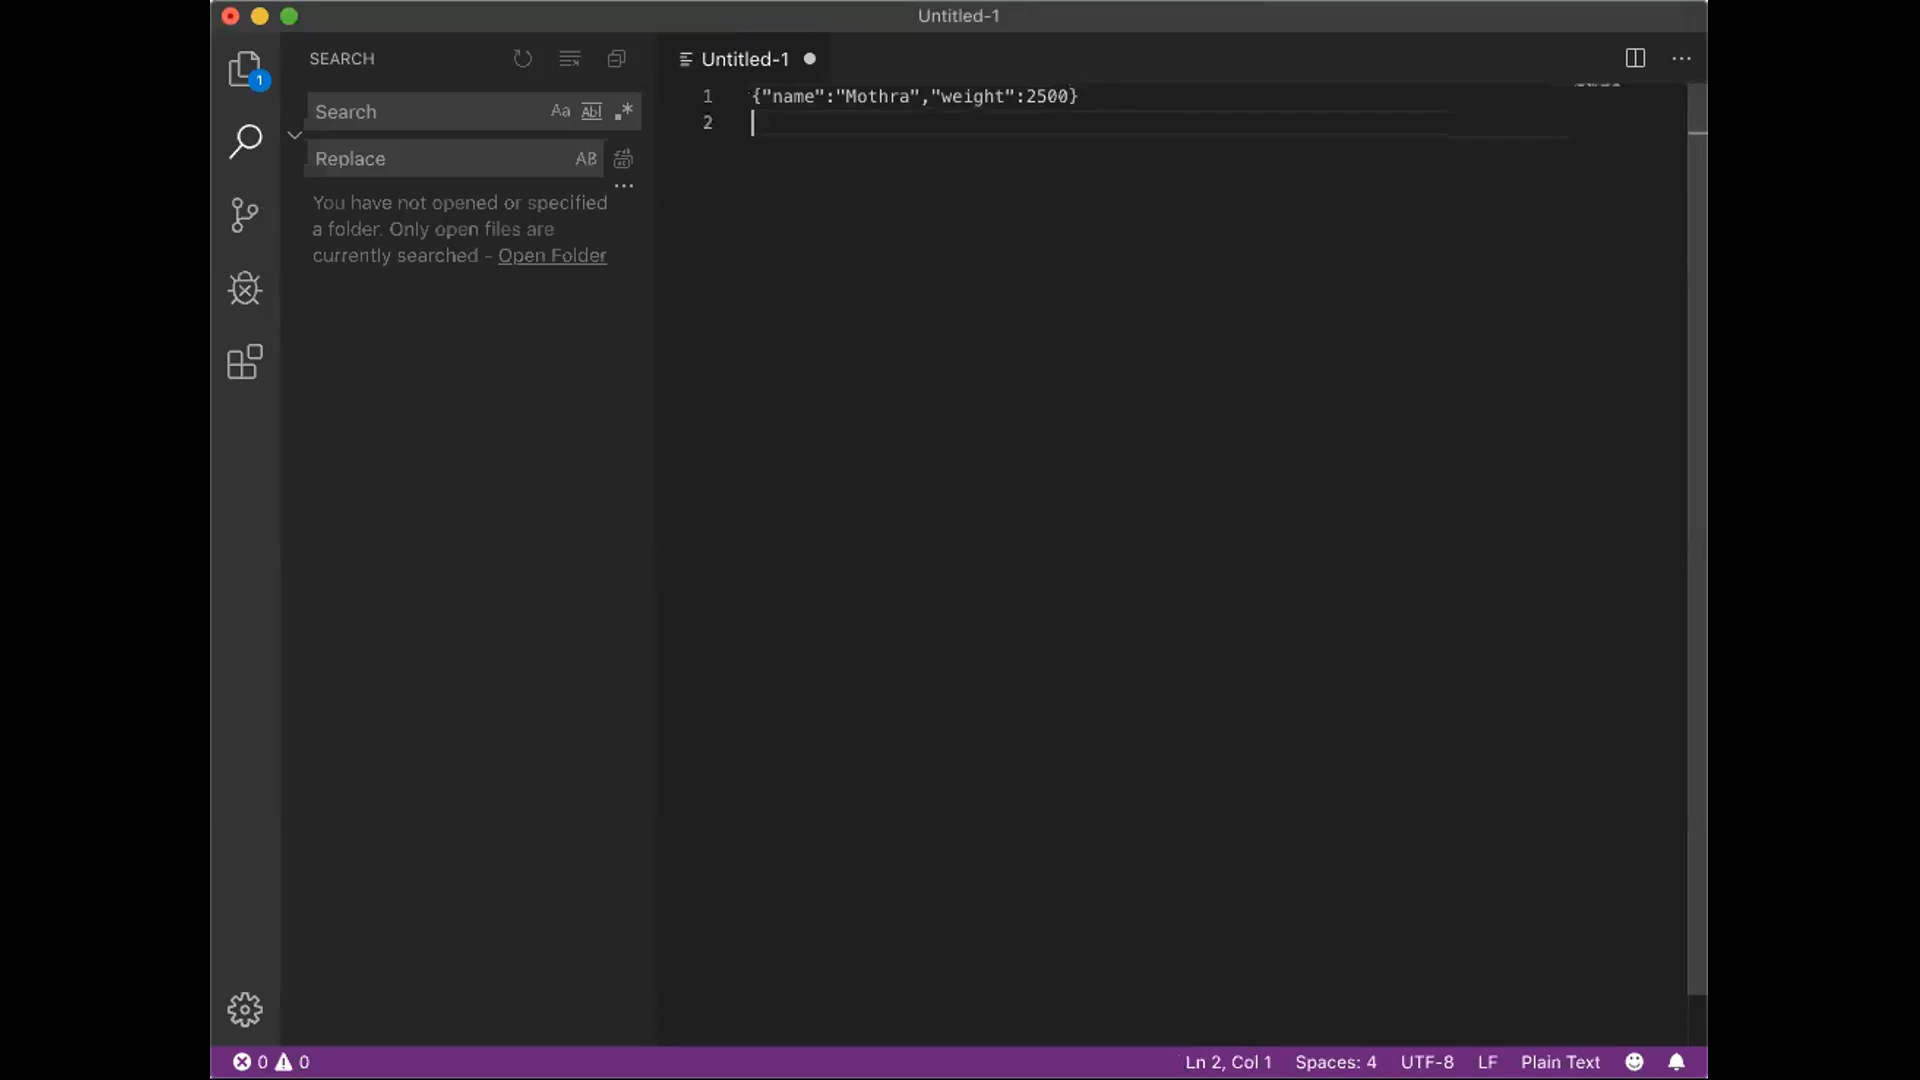 Untitled-1
SEARCH
Untitled-1
1
Search
Aa
Abl
Replace
AB
You have not opened or specified
a folder. Only open files are
currently searched - Open Folder
1 {"name":"Mothra","weight":2500}
2
0 0
Ln 2, Col 1 Spaces: 4 UTF-8 LF Plain Text